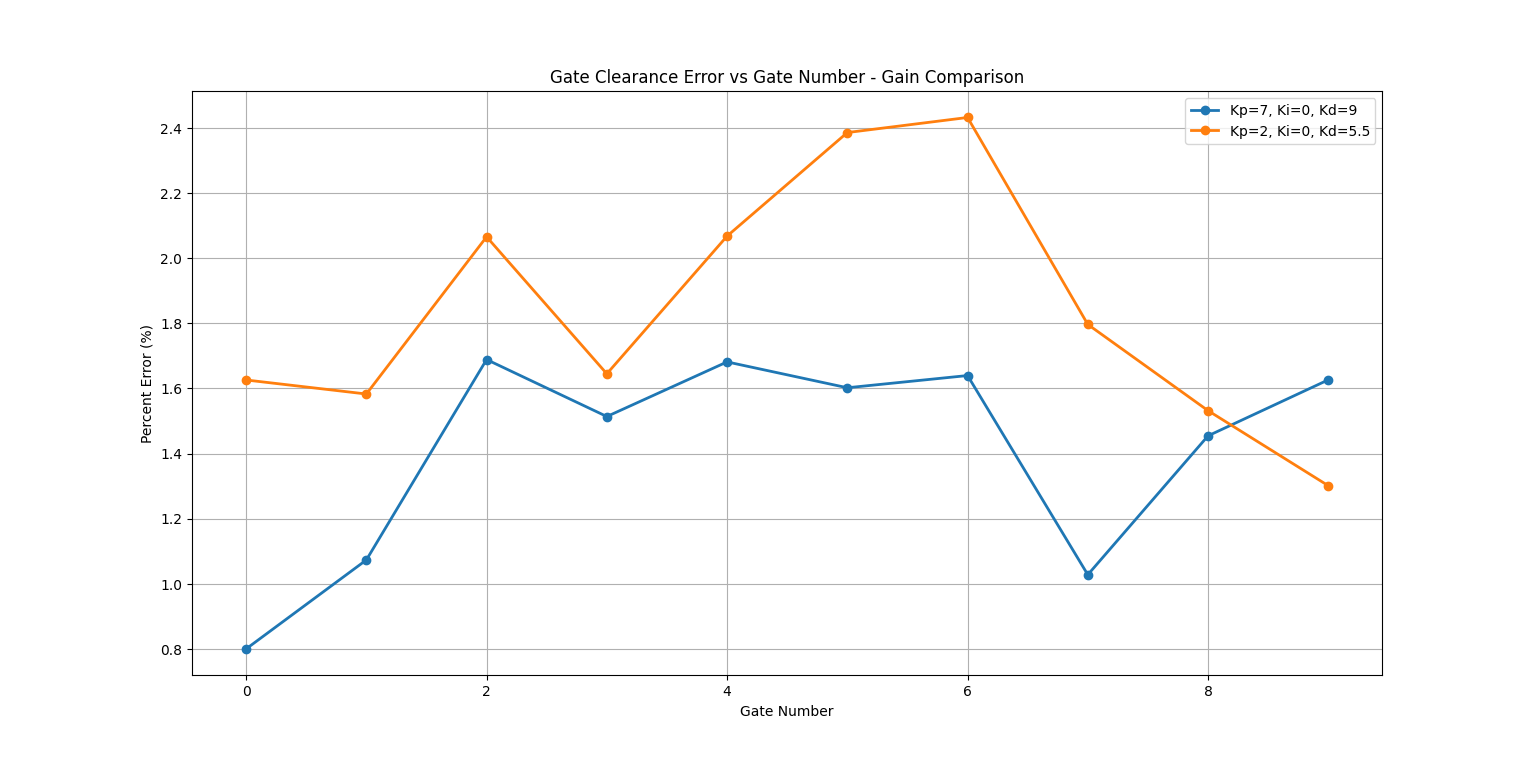 Gate Clearance Error vs Gate Number - Gain Comparison
Kp=7, Ki=0, Kd=9
Kp=2, Ki=0, Kd=5.5
Percent Error (%)
2.4
2.2
2.0
1.8
1.6
1.4
1.2
1.0
0.8
0 2 4 6 8
Gate Number